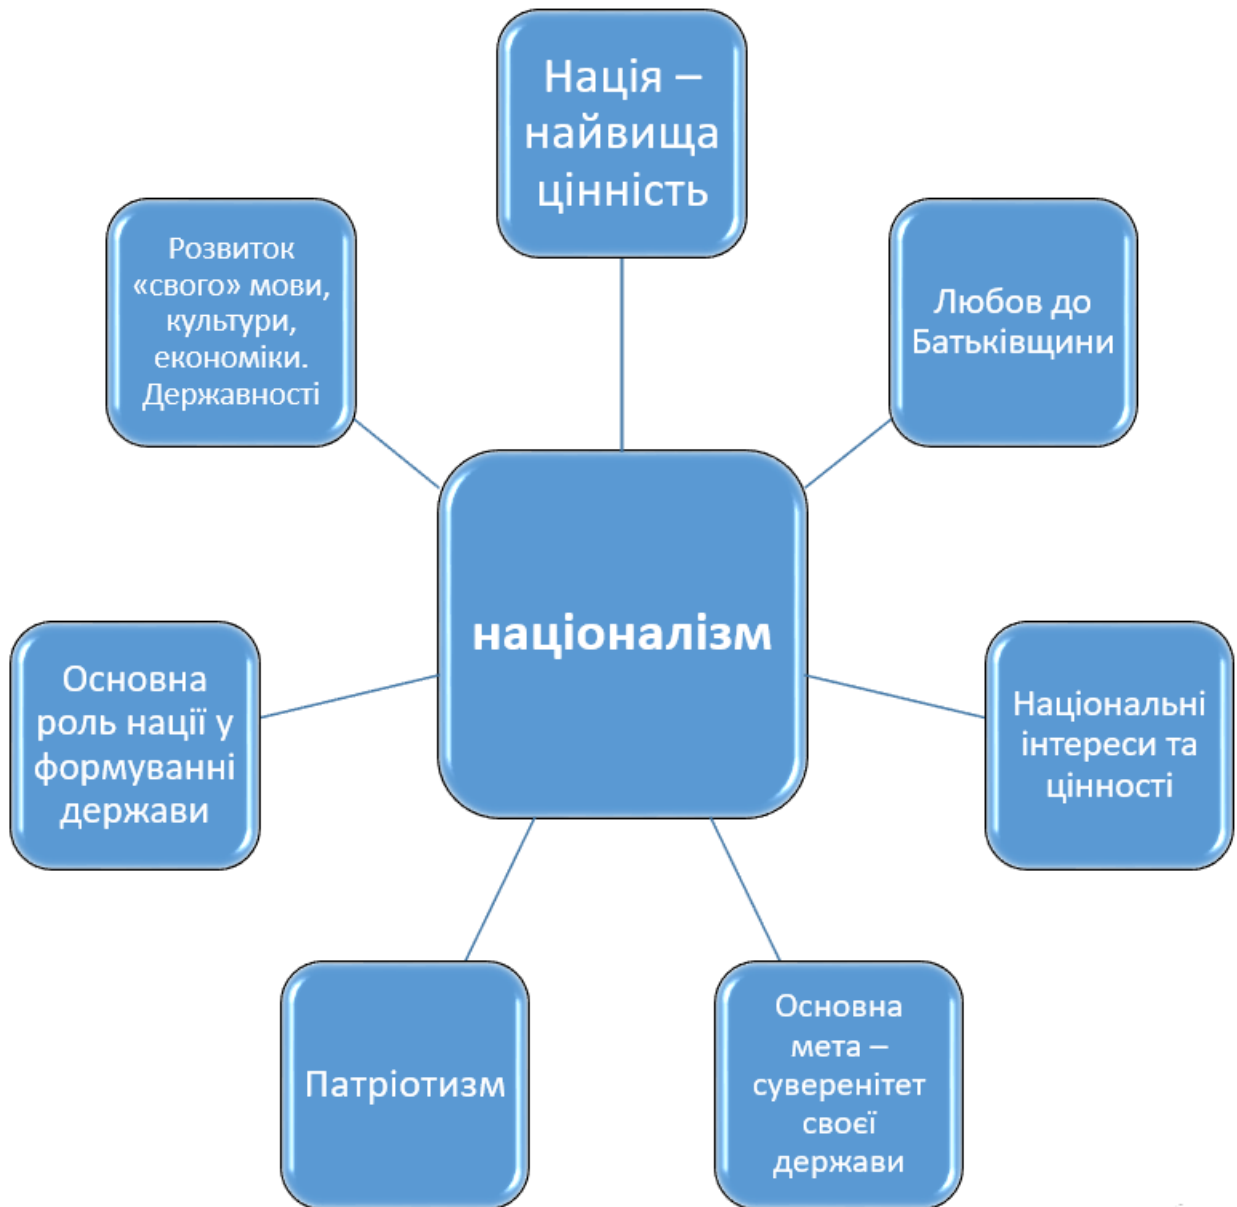 Нація –
найвища
цінність
Розвиток
«свого» мови,
культури,
економіки.
Державності
Любов до
Батьківщини
націоналізм
Основна
роль нації у
формуванні
держави
Національні
інтереси та
цінності
Патріотизм
Основна
мета –
суверенітет
своєї
держави